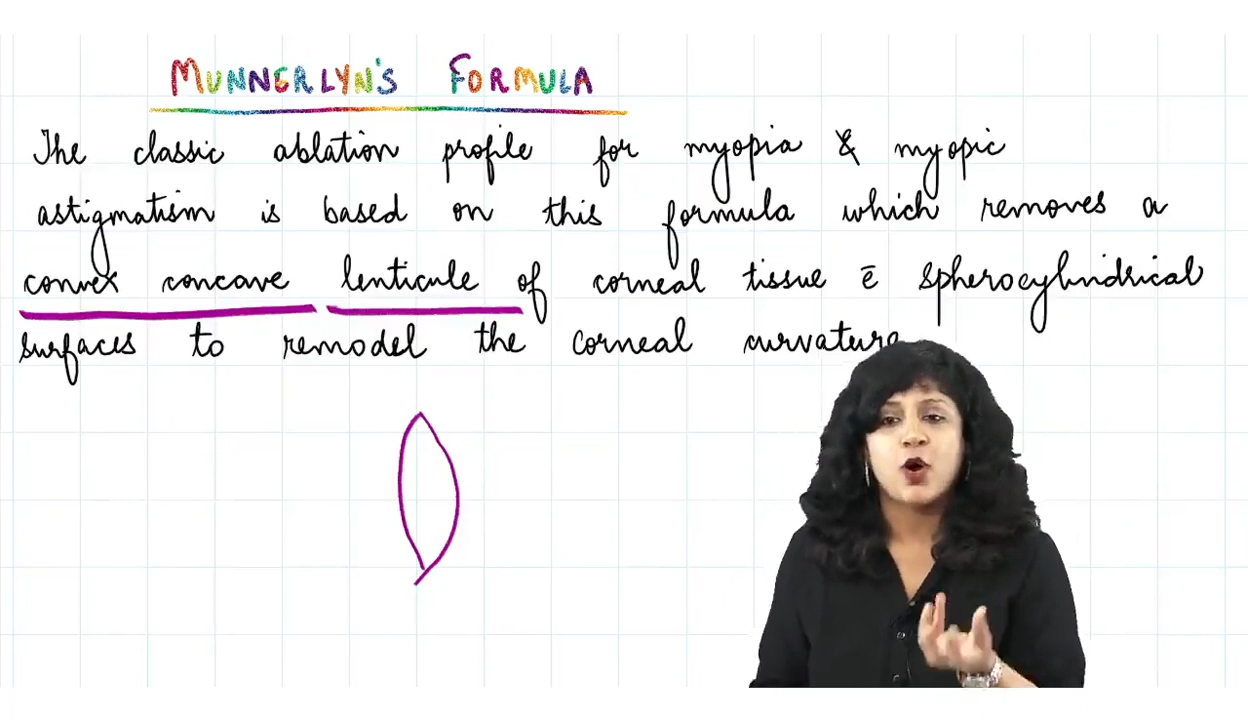 MUNNERLYN'S FORMULA
The classic ablation profile for myopia & myopic
astigmatism is based on this formula which removes a
convex concave lenticule of corneal tissue c̄ spherocylindrical
surfaces to remodel the corneal curvature